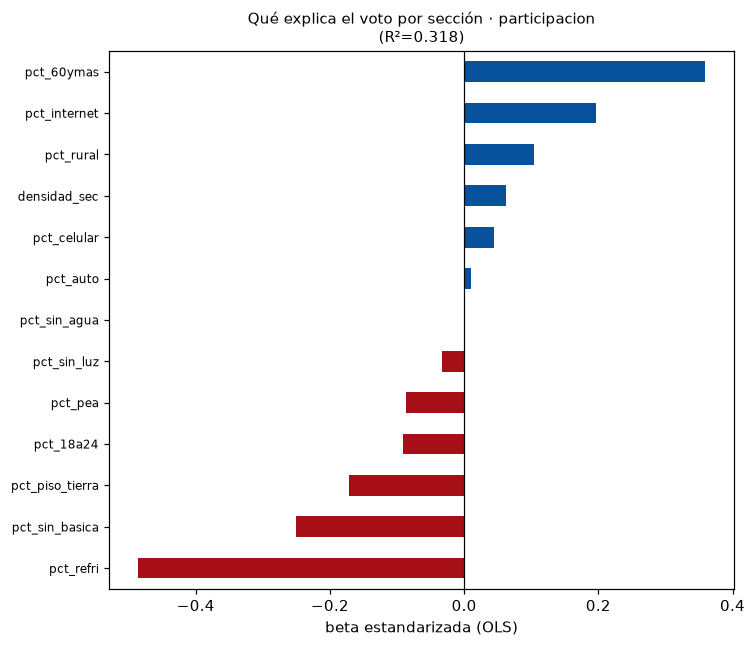 Qué explica el voto por sección · participacion
(R²=0.318)
pct_60ymas
pct_internet
pct_rural
densidad_sec
pct_celular
pct_auto
pct_sin_agua
pct_sin_luz
pct_pea
pct_18a24
pct_piso_tierra
pct_sin_basica
pct_refri
−0.4
−0.2
0.0
0.2
0.4
beta estandarizada (OLS)